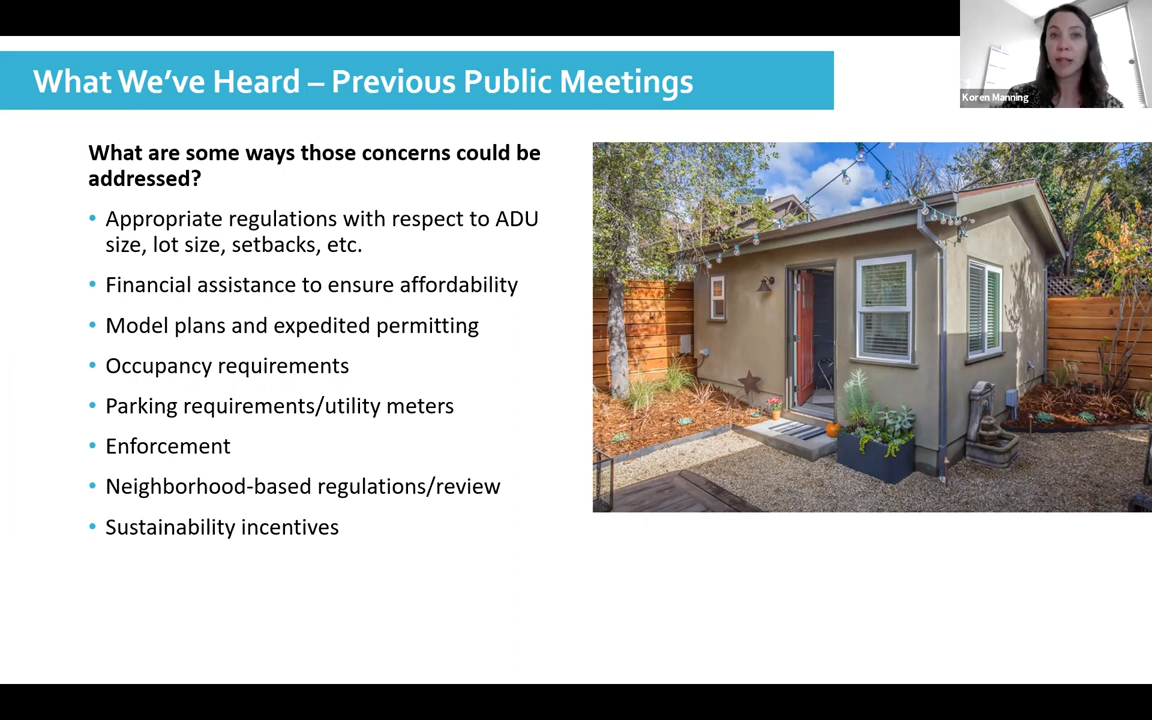 What We've Heard – Previous Public Meetings
Koren Manning
What are some ways those concerns could be
addressed?
• Appropriate regulations with respect to ADU
size, lot size, setbacks, etc.
• Financial assistance to ensure affordability
• Model plans and expedited permitting
• Occupancy requirements
• Parking requirements/utility meters
• Enforcement
• Neighborhood-based regulations/review
• Sustainability incentives